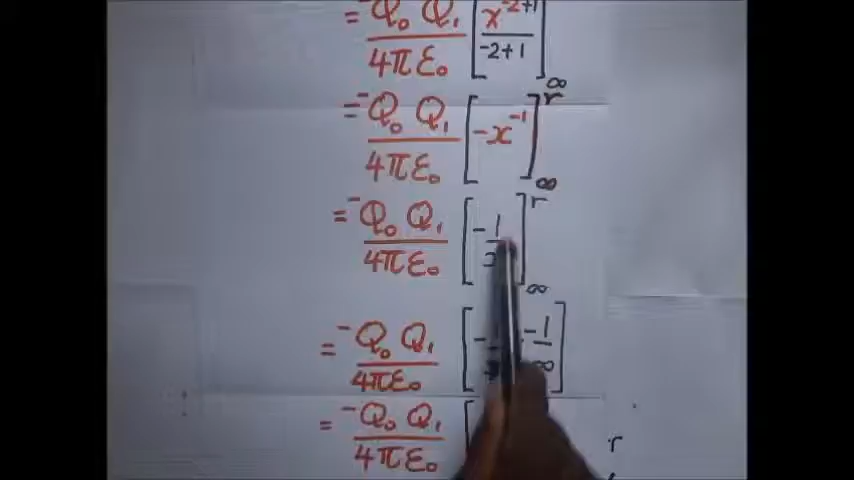 = -Q₀ Q₁ / 4πε₀ [x⁻²⁺¹ / -2+1]∞
= -Q₀ Q₁ / 4πε₀ [-x⁻¹]∞ʳ
= -Q₀ Q₁ / 4πε₀ [-1 / x]∞ʳ
= -Q₀ Q₁ / 4πε₀ [- -1 / ∞]
= -Q₀ Q₁ / 4πε₀ [ r